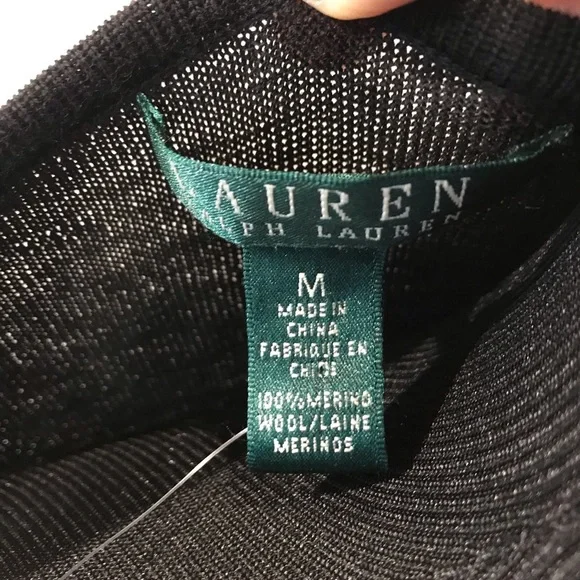 LAUREN
RALPH LAUREN
M
MADE IN
CHINA
FABRIQUE EN
CHINE
100% MERINO
WOOL/LAINE
MERINOS